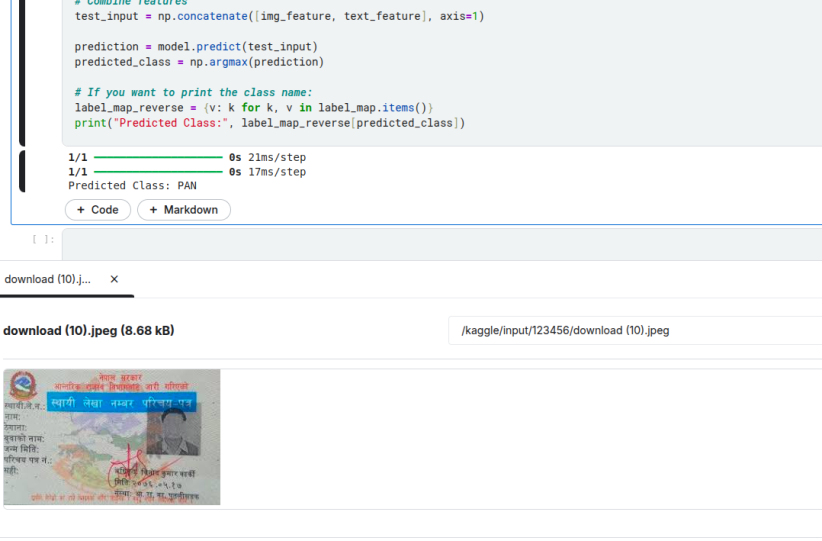 # Combine features
test_input = np.concatenate([img_feature, text_feature], axis=1)
prediction = model.predict(test_input)
predicted_class = np.argmax(prediction)
# If you want to print the class name:
label_map_reverse = {v: k for k, v in label_map.items()}
print("Predicted Class:", label_map_reverse[predicted_class])
1/1 0s 21ms/step
1/1 0s 17ms/step
Predicted Class: PAN
+ Code + Markdown
[ ]:
download (10).j... ×
download (10).jpeg (8.68 kB)
/kaggle/input/123456/download (10).jpeg
नेपाल सरकार
आन्तरिक राजस्व विभागबाट जारी गरिएको
स्थायी लेखा नम्बर परिचय-पत्र
स्थायी.ले.नं.:
नाम:
ठेगाना:
बुवाको नाम:
जन्म मिति:
परिचय पत्र नं.:
सही:
विनोद कुमार कार्की
मिति